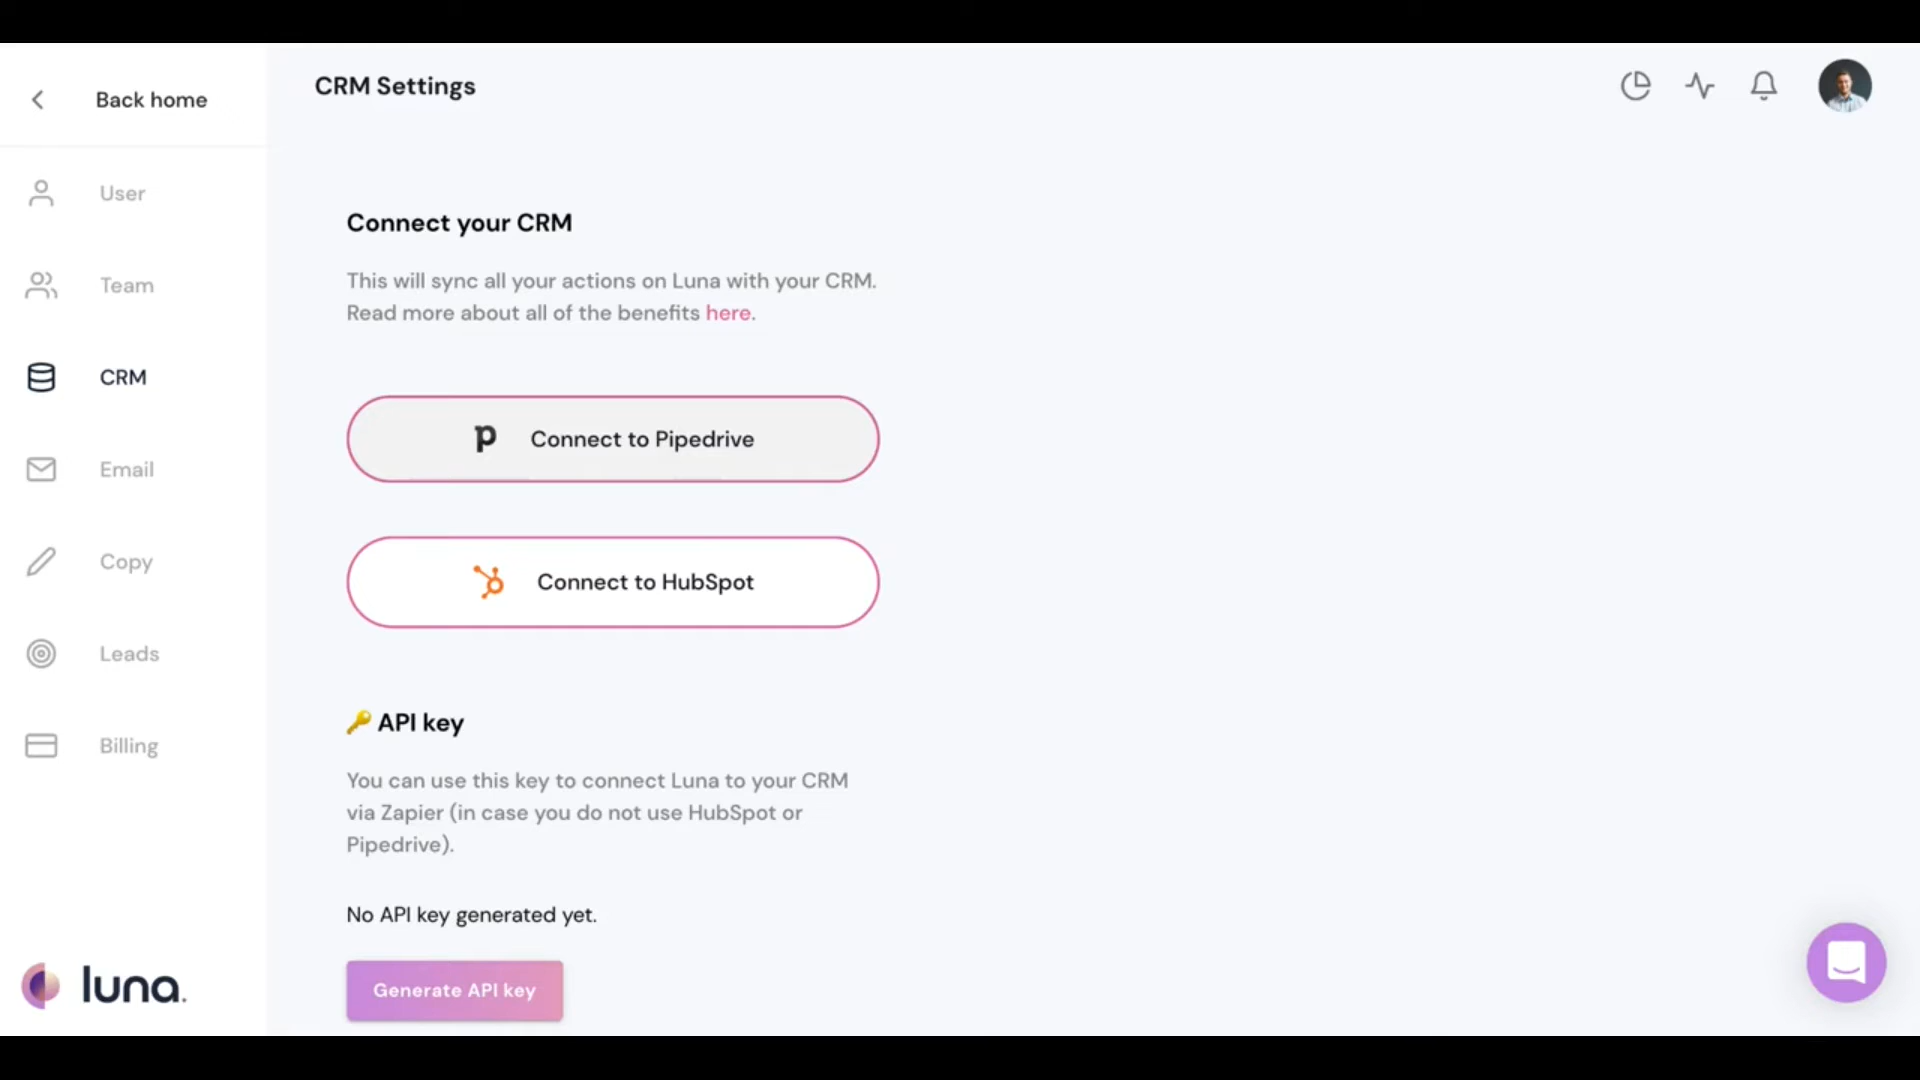 Back home
CRM Settings
User
Team
CRM
Email
Copy
Leads
Billing
luna.
Connect your CRM
This will sync all your actions on Luna with your CRM.
Read more about all of the benefits here.
Connect to Pipedrive
Connect to HubSpot
🔑 API key
You can use this key to connect Luna to your CRM
via Zapier (in case you do not use HubSpot or
Pipedrive).
No API key generated yet.
Generate API key